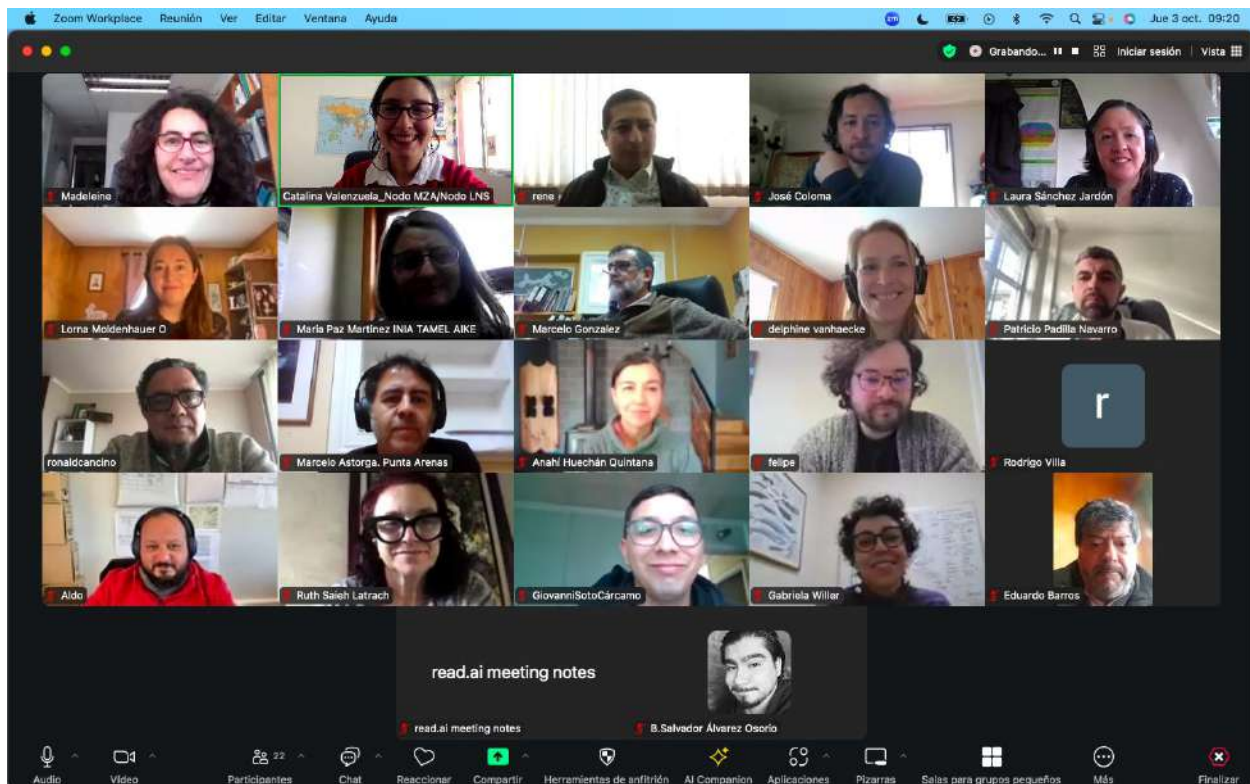 Zoom Workplace Reunión Ver Editar Ventana Ayuda zm Jue 3 oct. 09:20
Grabando... Iniciar sesión Vista
Madeleine
Catalina Valenzuela_Nodo MZA/Nodo LNS
rene
José Coloma
Laura Sánchez Jardón
Lorna Moldenhauer O
Maria Paz Martinez INIA TAMEL AIKE
Marcelo Gonzalez
delphine vanhaecke
Patricio Padilla Navarro
ronaldcancino
Marcelo Astorga. Punta Arenas
Anahí Huechán Quintana
felipe
r
Rodrigo Villa
Aldo
Ruth Saieh Latrach
GiovanniSotoCárcamo
Gabriela Willer
Eduardo Barros
read.ai meeting notes
read.ai meeting notes
B.Salvador Álvarez Osorio
Audio Video Participantes 22 Chat Reaccionar Compartir Herramientas de anfitrión AI Companion Aplicaciones Pizarras Salas para grupos pequeños Más Finalizar